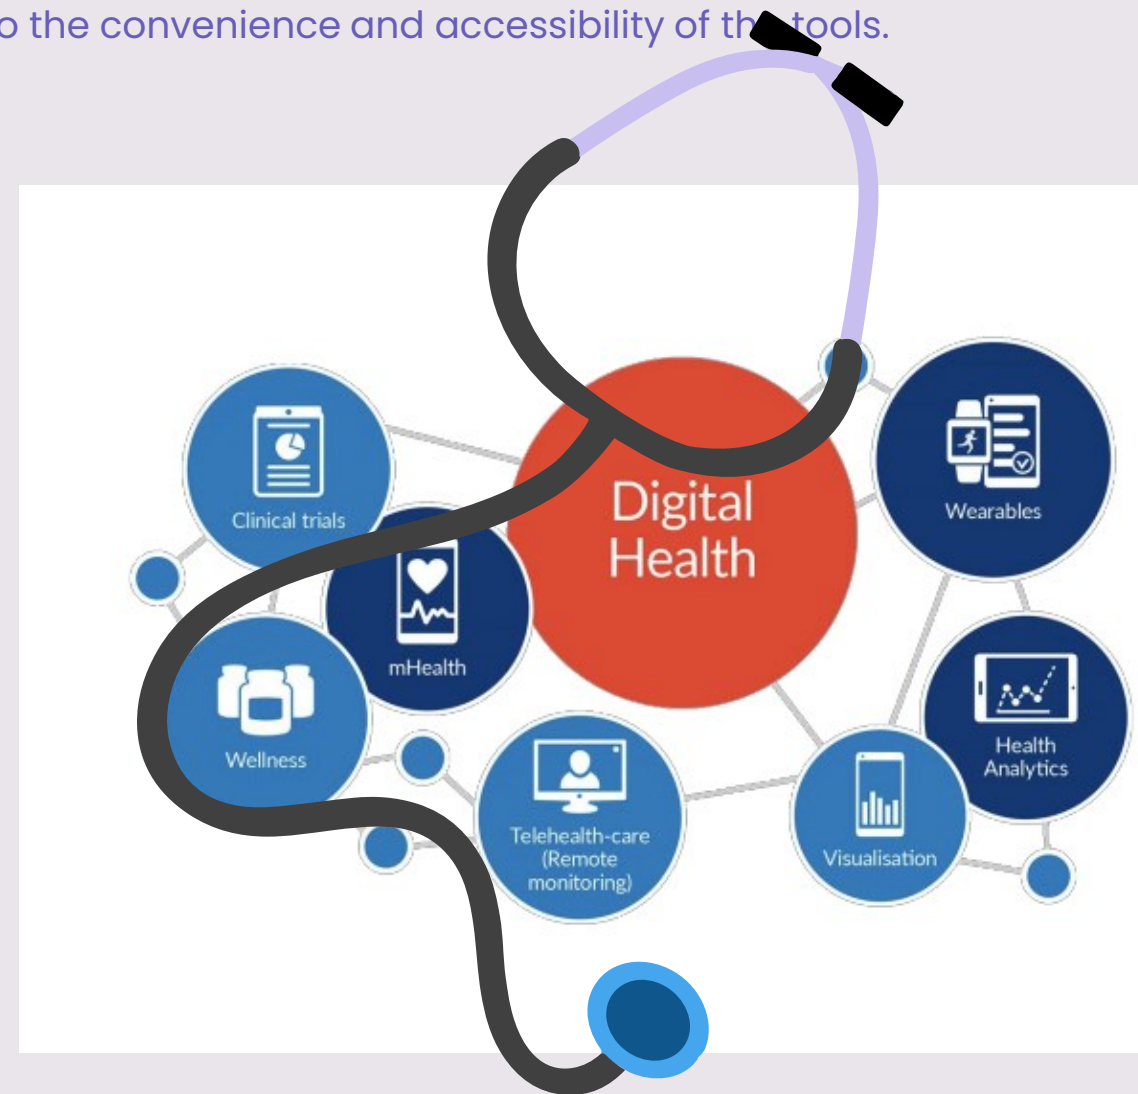 o the convenience and accessibility of tools.
Digital
Health
Clinical trials
Wearables
mHealth
Wellness
Health
Analytics
Telehealth-care
(Remote
monitoring)
Visualisation